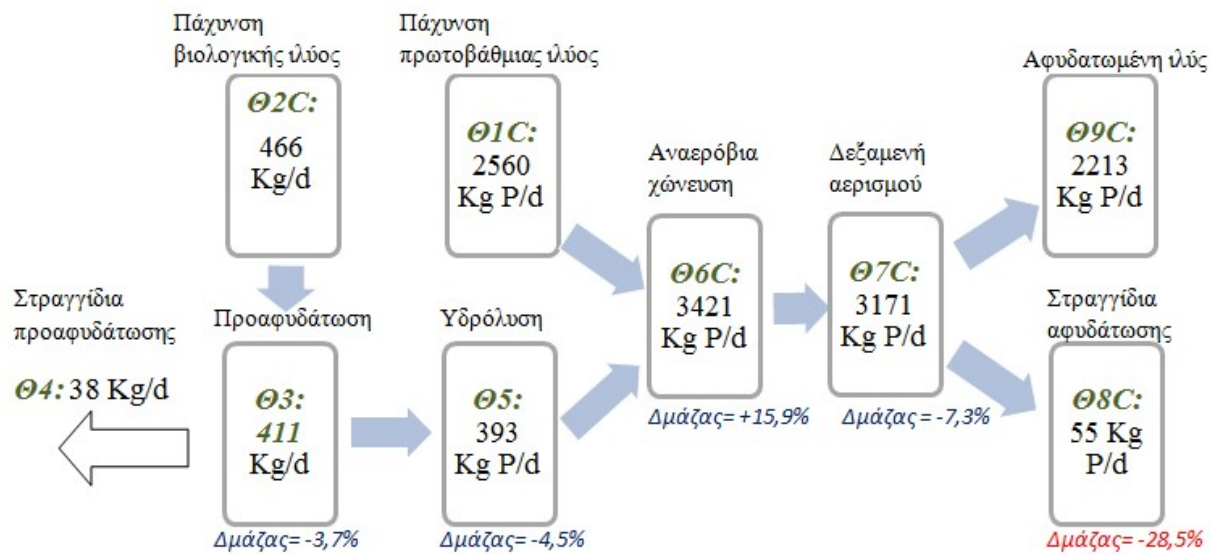 Πάχυνση
βιολογικής ιλύος
Θ2C:
466
Kg/d
Πάχυνση
πρωτοβάθμιας ιλύος
Θ1C:
2560
Kg P/d
Αναερόβια
χώνευση
Θ6C:
3421
Kg P/d
Δμάζας= +15,9%
Δεξαμενή
αερισμού
Θ7C:
3171
Kg P/d
Δμάζας = -7,3%
Αφυδατωμένη ιλύς
Θ9C:
2213
Kg P/d
Στραγγίδια
προαφυδάτωσης
Θ4: 38 Kg/d
Προαφυδάτωση
Θ3:
411
Kg/d
Δμάζας= -3,7%
Υδρόλυση
Θ5:
393
Kg P/d
Δμάζας= -4,5%
Στραγγίδια
αφυδάτωσης
Θ8C:
55 Kg
P/d
Δμάζας= -28,5%